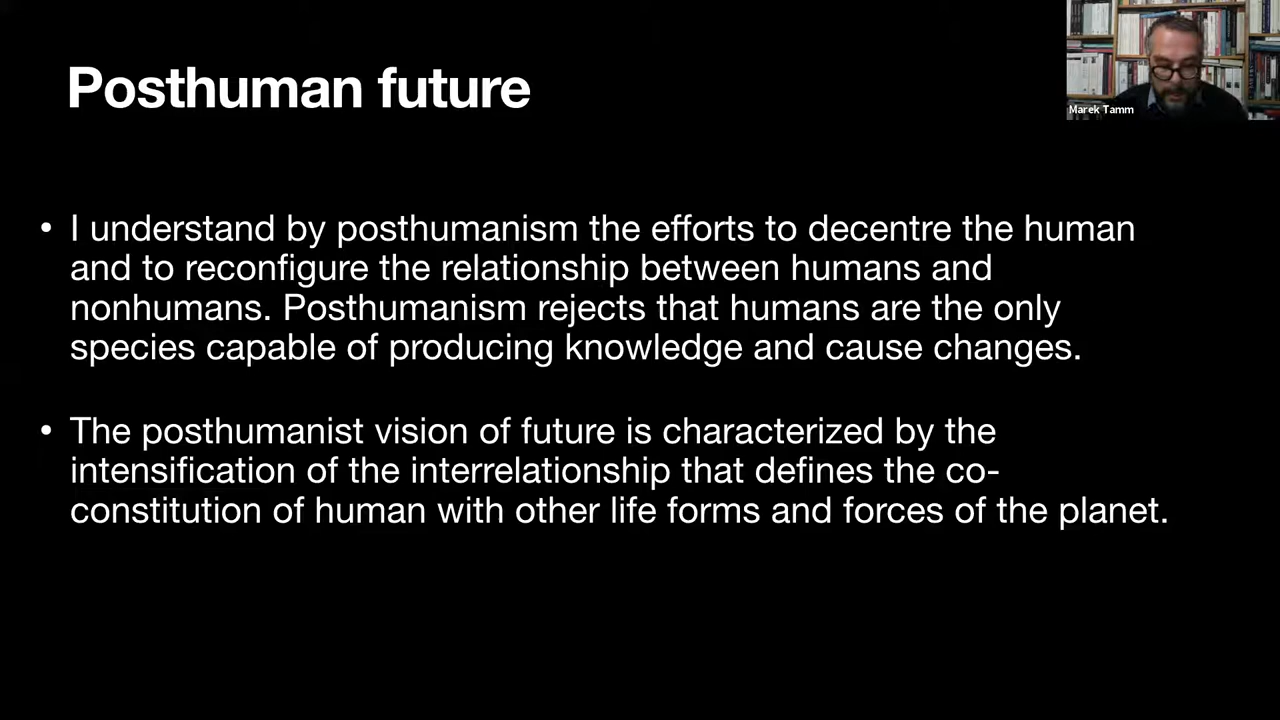 Posthuman future
Marek Tamm
• I understand by posthumanism the efforts to decentre the human
and to reconfigure the relationship between humans and
nonhumans. Posthumanism rejects that humans are the only
species capable of producing knowledge and cause changes.
• The posthumanist vision of future is characterized by the
intensification of the interrelationship that defines the co-
constitution of human with other life forms and forces of the planet.